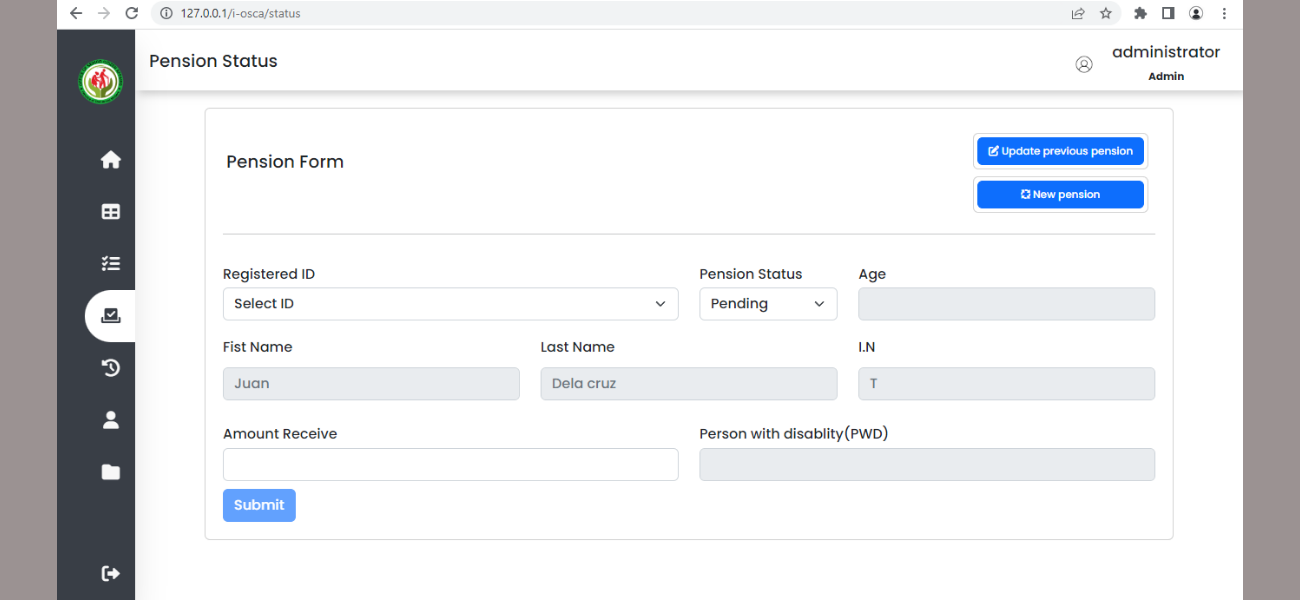 127.0.0.1/i-osca/status
Pension Status
administrator
Admin
Pension Form
Update previous pension
New pension
Registered ID
Pension Status
Age
Select ID
Pending
Fist Name
Last Name
I.N
Juan
Dela cruz
T
Amount Receive
Person with disablity(PWD)
Submit